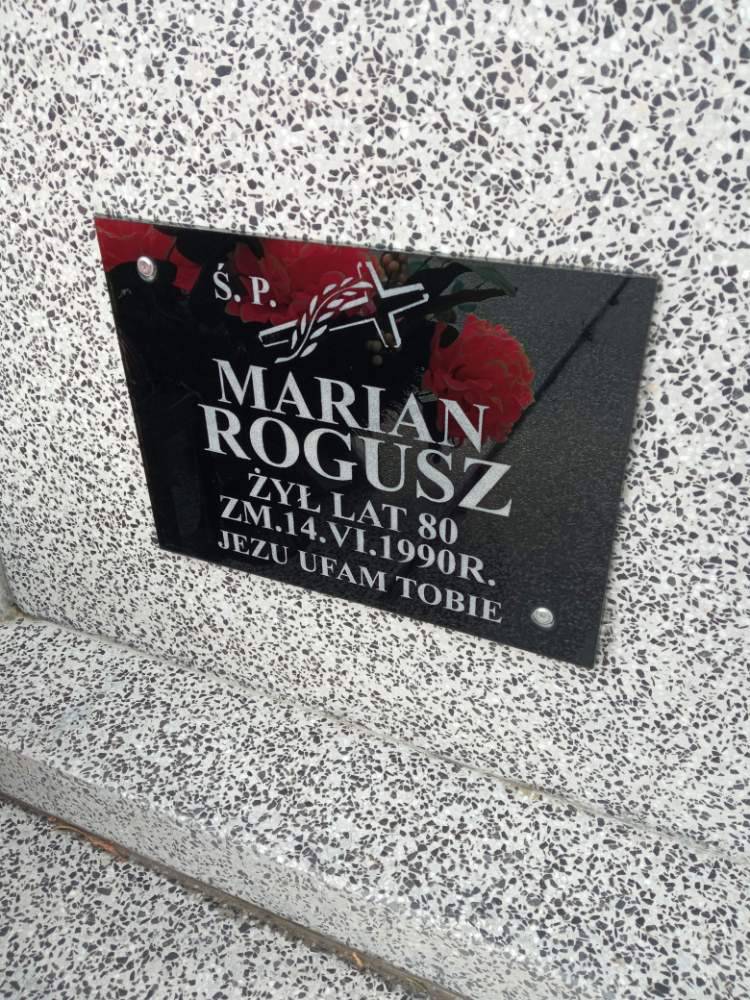 Ś. P.
MARIAN
ROGUSZ
ŻYŁ LAT 80
ZM.14.VI.1990R.
JEZU UFAM TOBIE